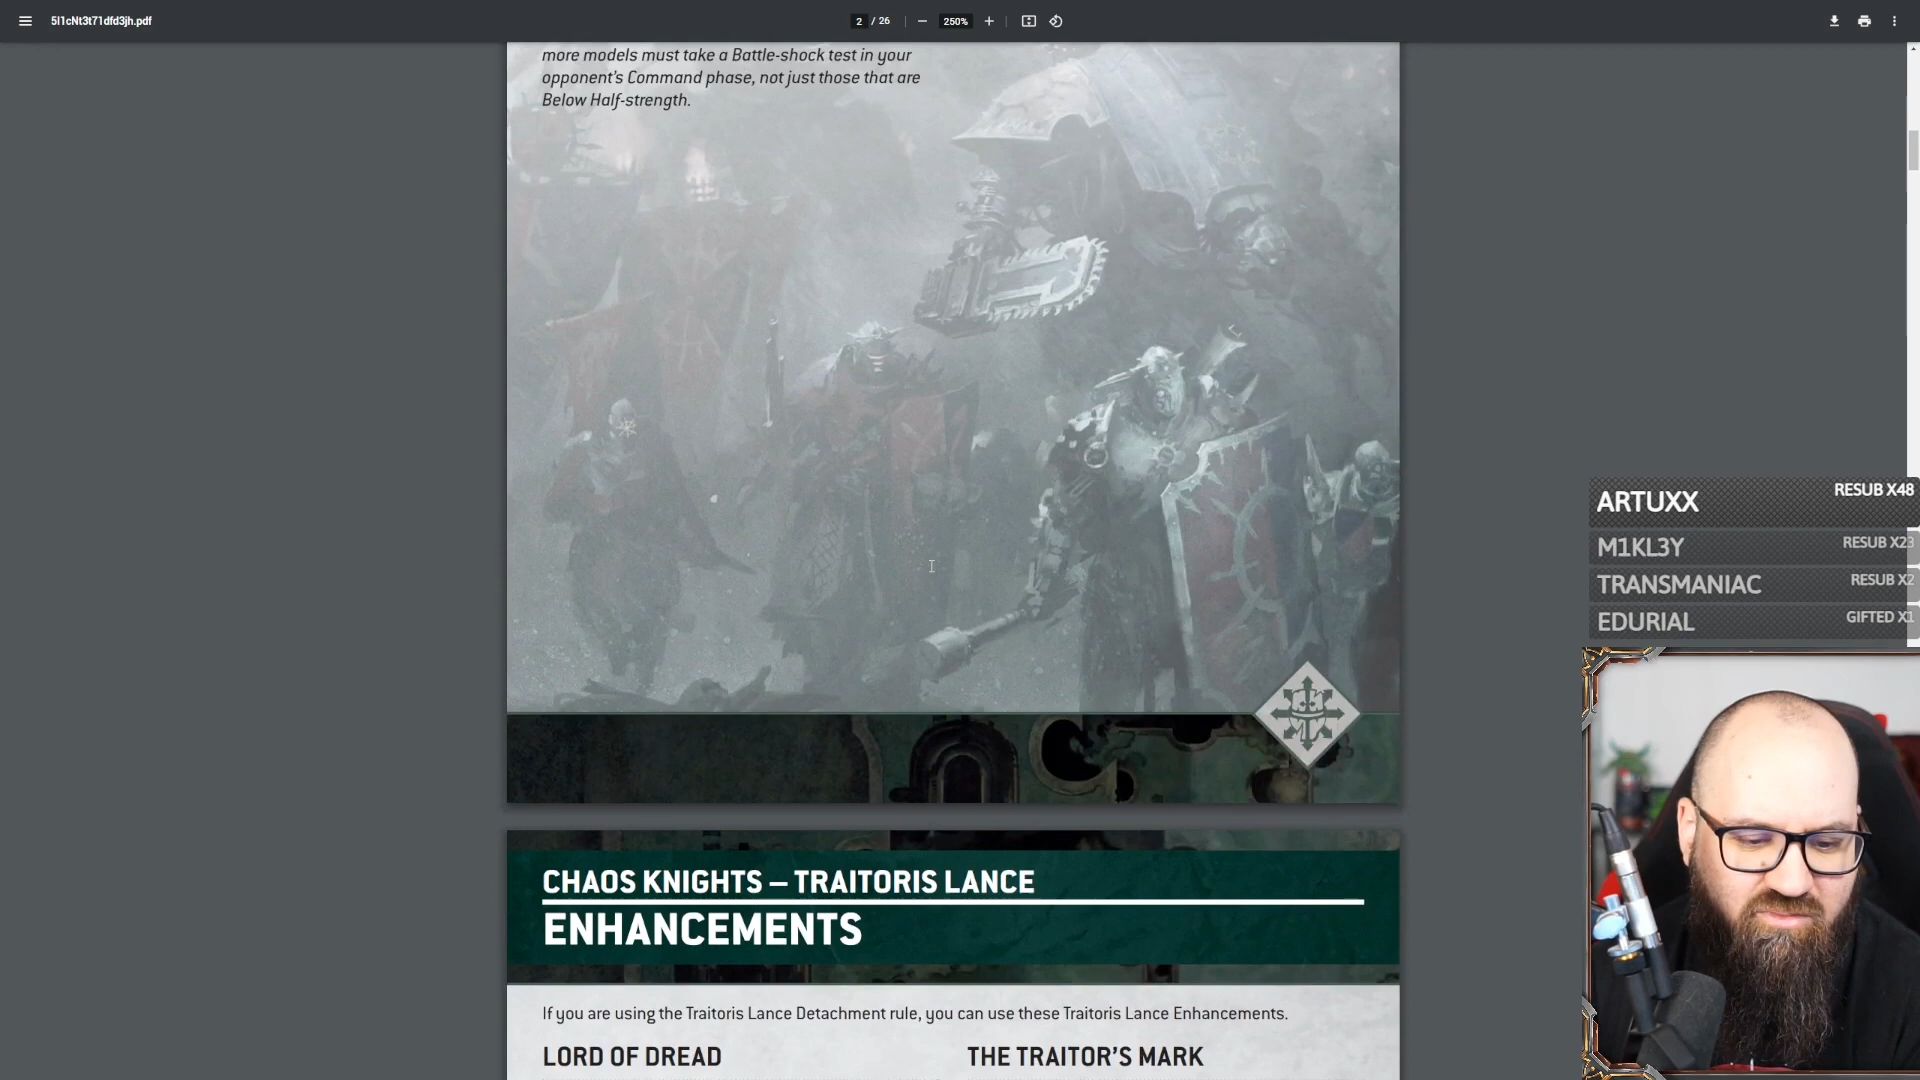 5l1cNt3t71dfd3jh.pdf
2 / 26
250%
more models must take a Battle-shock test in your
opponent's Command phase, not just those that are
Below Half-strength.
CHAOS KNIGHTS – TRAITORIS LANCE
ENHANCEMENTS
If you are using the Traitoris Lance Detachment rule, you can use these Traitoris Lance Enhancements.
LORD OF DREAD
THE TRAITOR'S MARK
ARTUXX RESUB X48
M1KL3Y RESUB X23
TRANSMANIAC RESUB X2
EDURIAL GIFTED X1